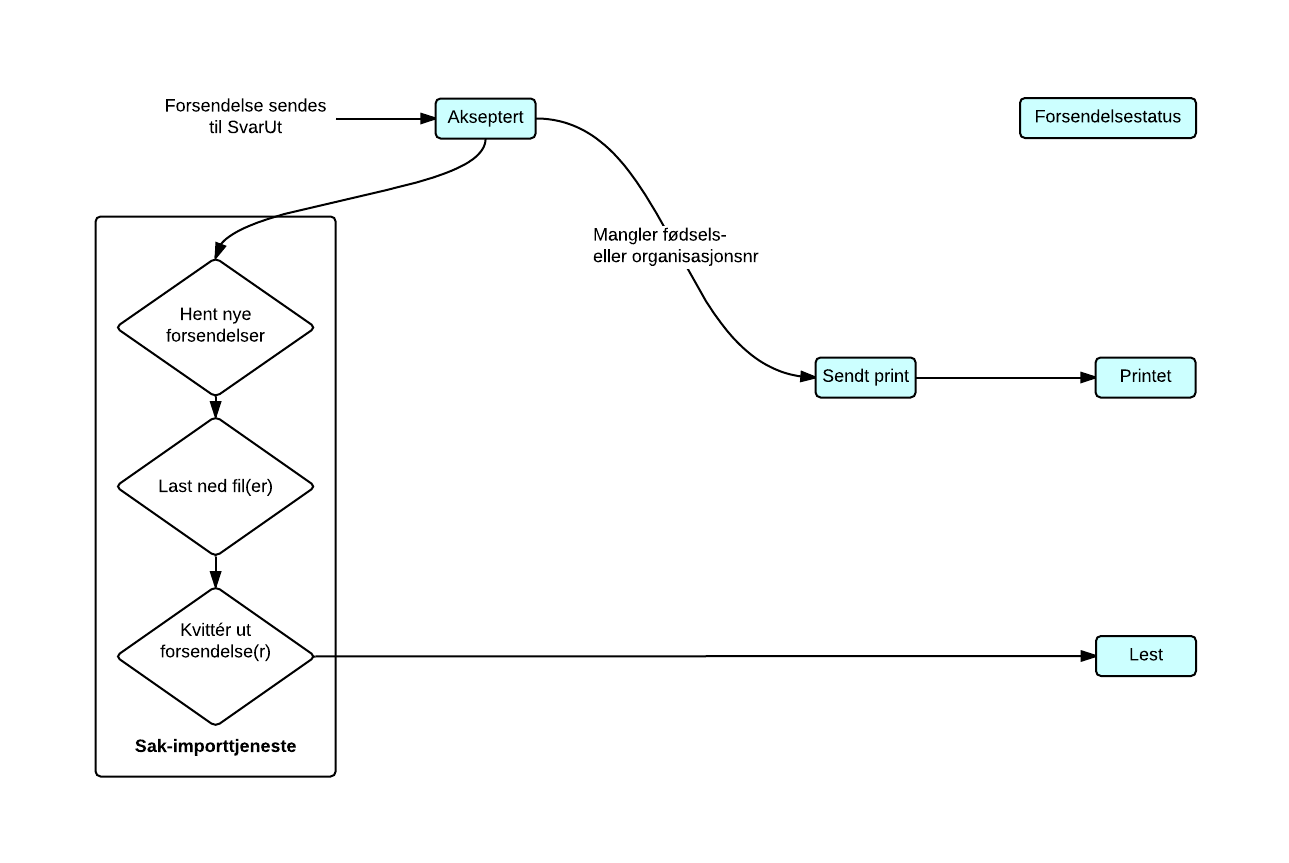 Forsendelse sendes
til SvarUt
Akseptert
Forsendelsestatus
Mangler fødsels-
eller organisasjonsnr
Hent nye
forsendelser
Sendt print
Printet
Last ned fil(er)
Kvittér ut
forsendelse(r)
Lest
Sak-importtjeneste